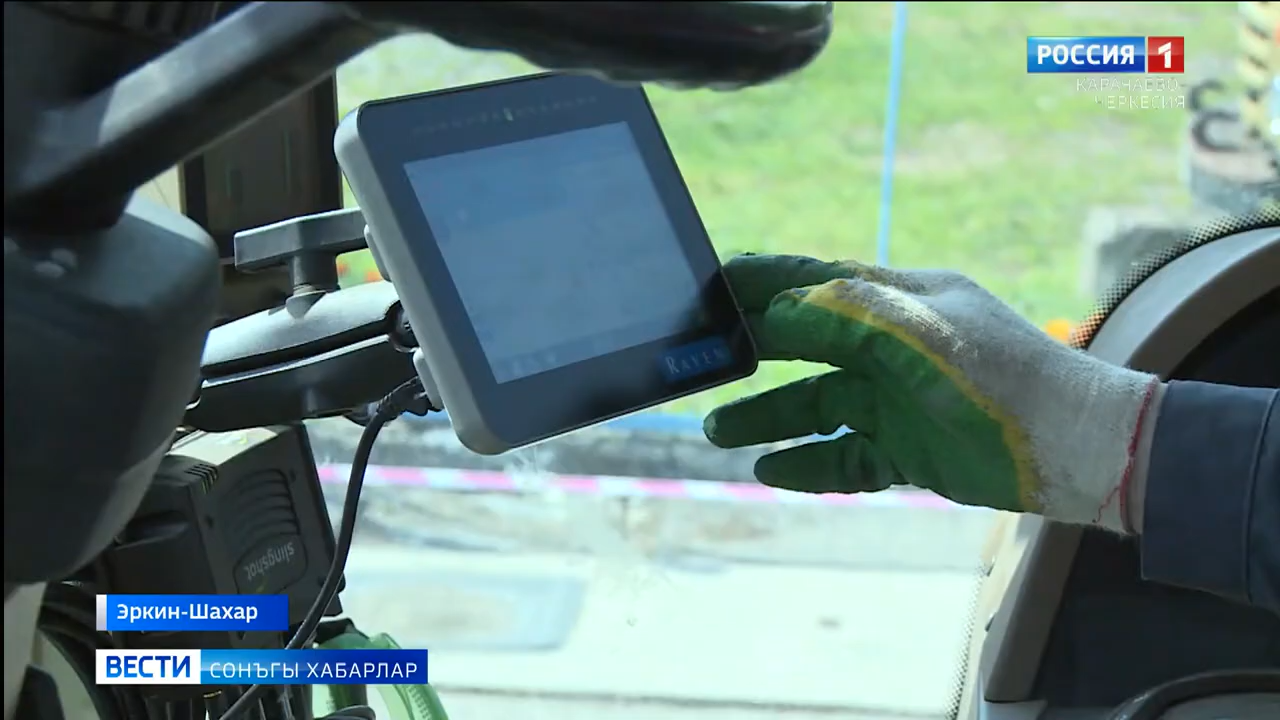 РОССИЯ 1
КАРАЧАЕВО-
ЧЕРКЕСИЯ
RAVEN
slingshot
Эркин-Шахар
ВЕСТИ СОНЪГЫ ХАБАРЛАР